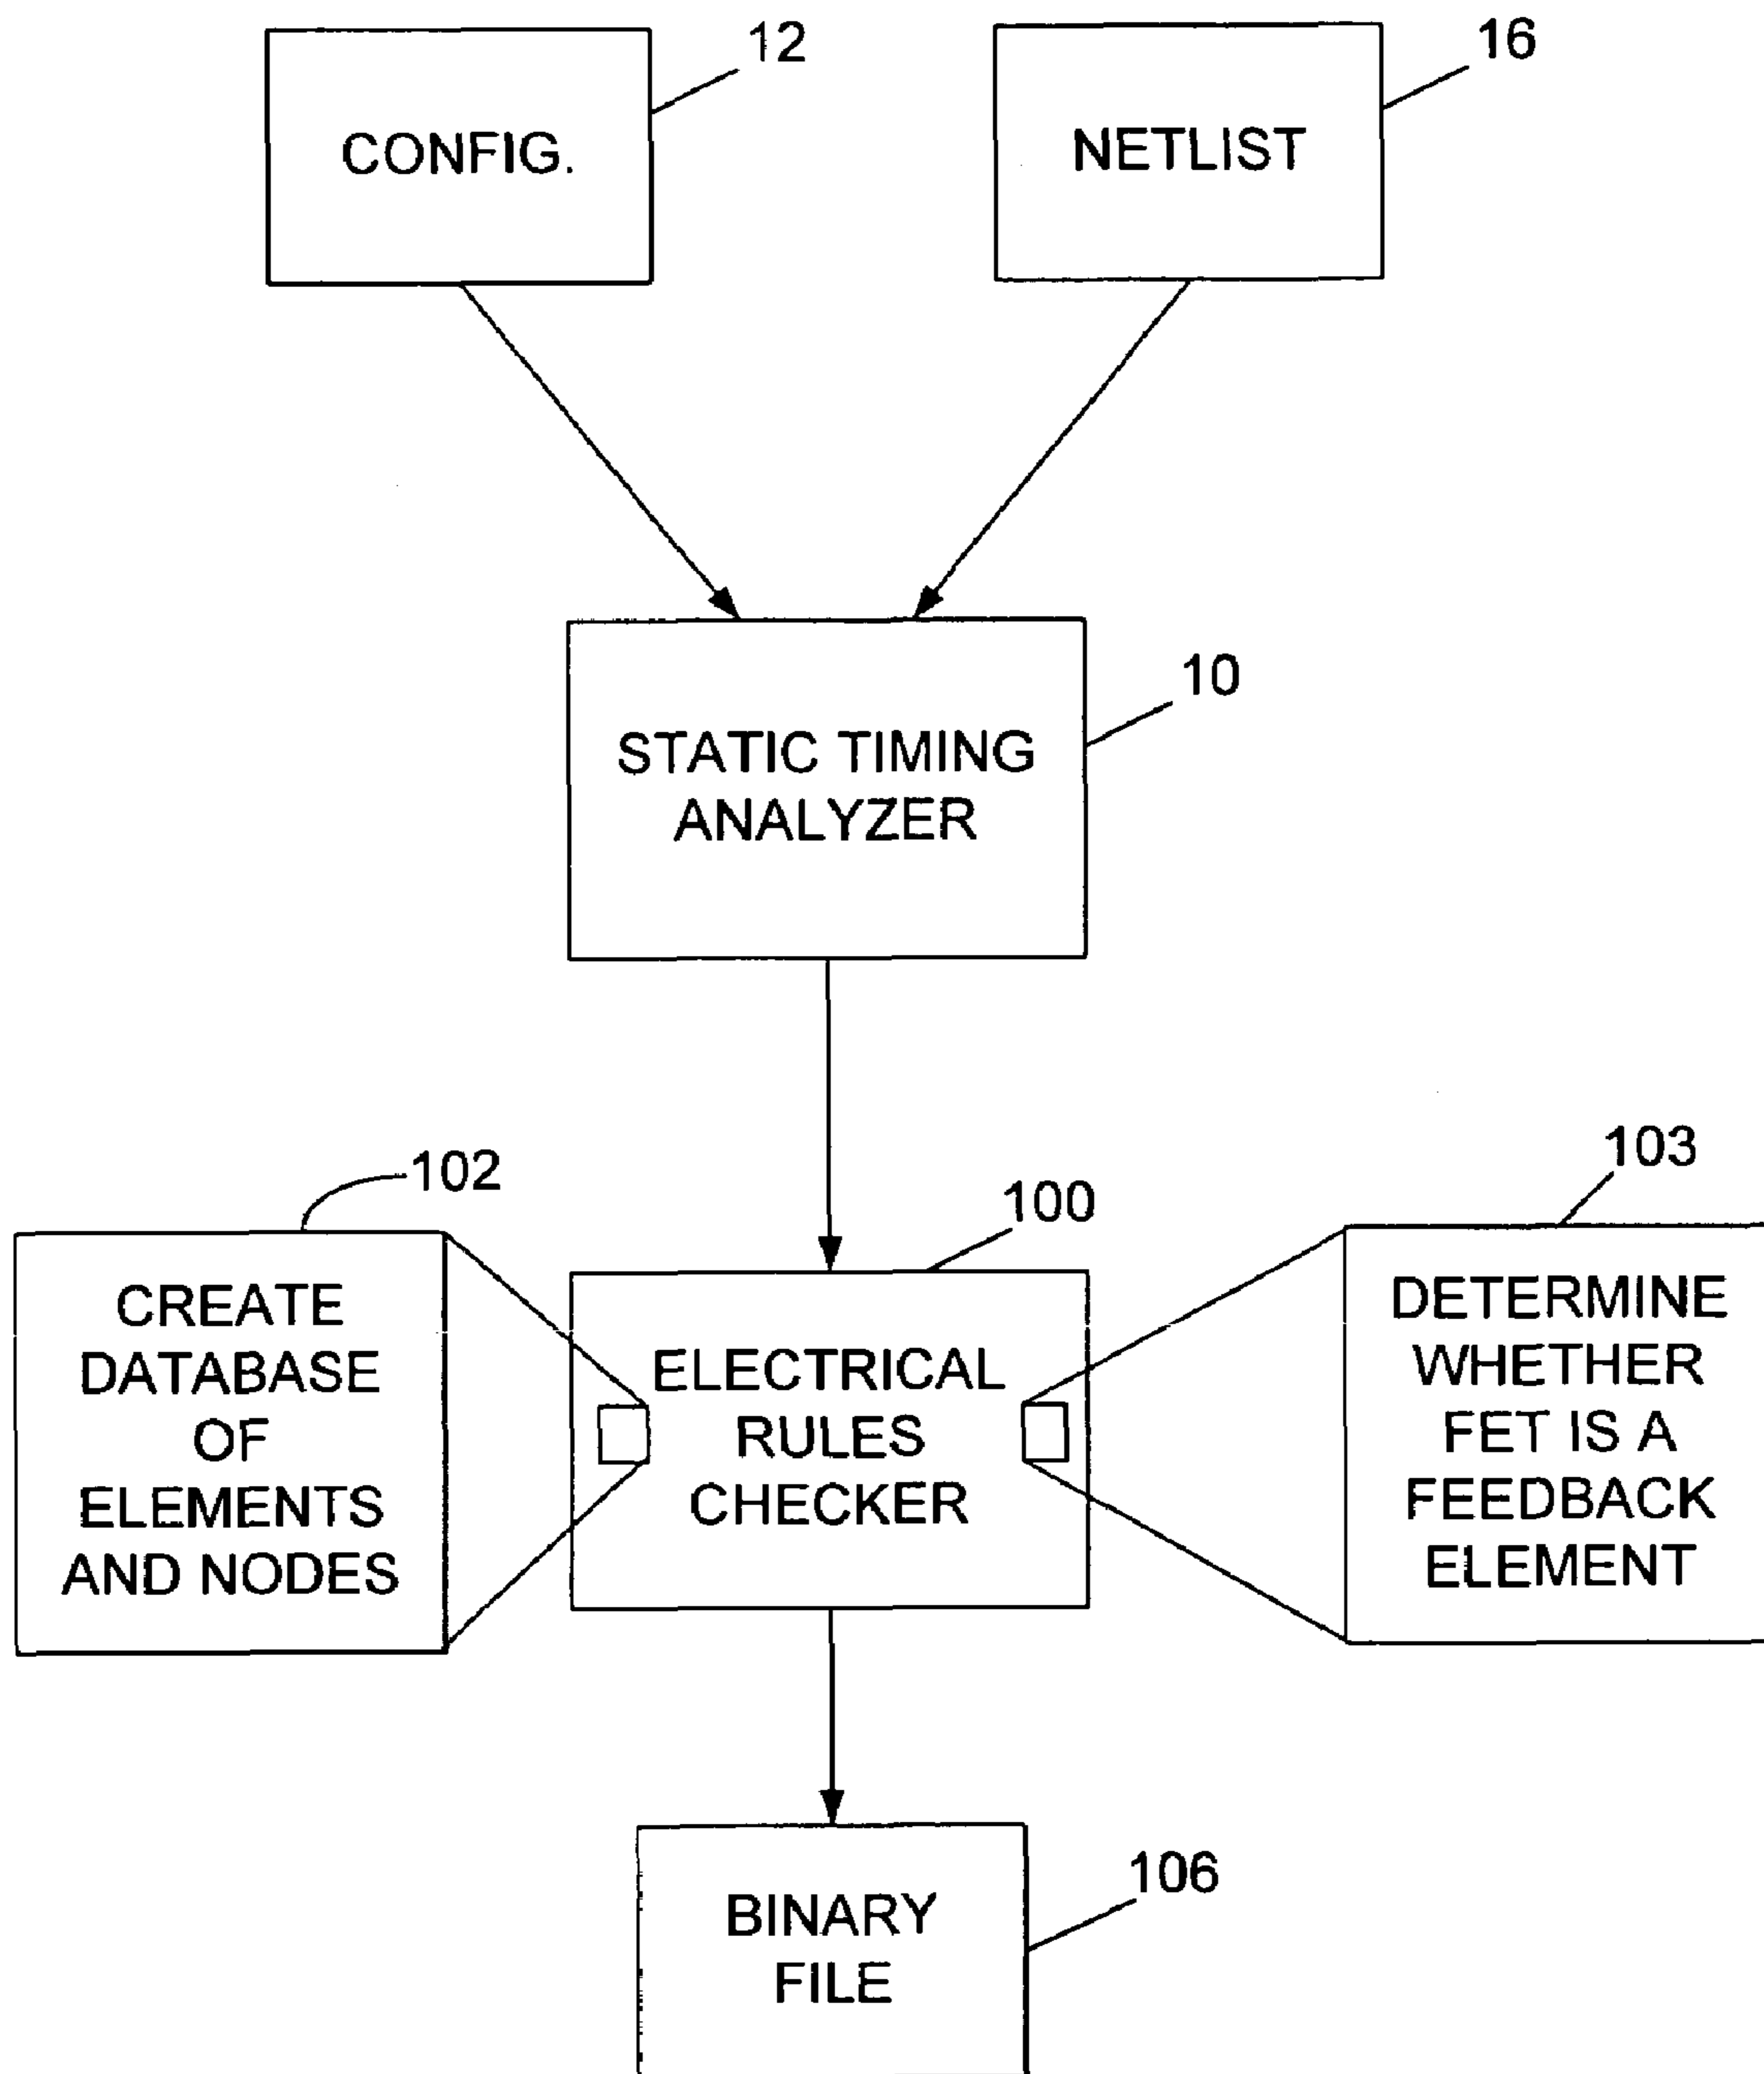 12
16
CONFIG.
NETLIST
10
STATIC TIMING
ANALYZER
102
100
103
CREATE
DATABASE
OF
ELEMENTS
AND NODES
ELECTRICAL
RULES
CHECKER
DETERMINE
WHETHER
FET IS A
FEEDBACK
ELEMENT
106
BINARY
FILE